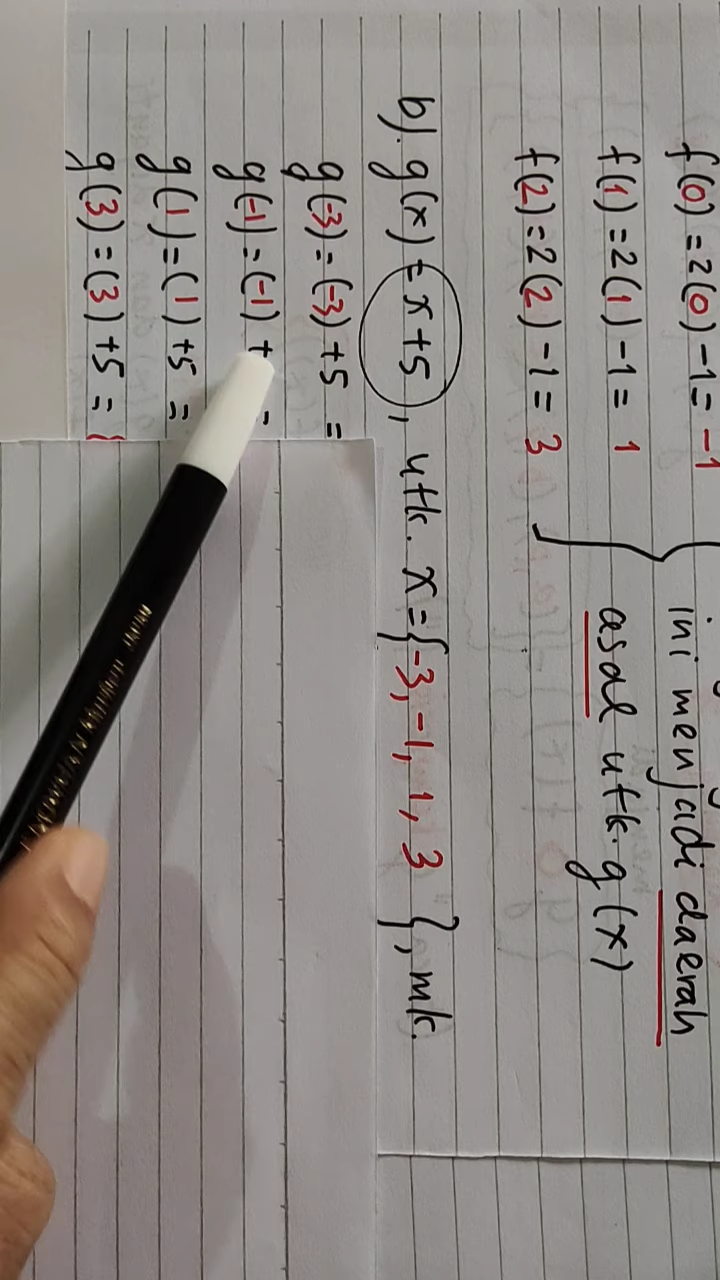 f(0) = 2(0) - 1 = -1
f(1) = 2(1) - 1 = 1
f(2) = 2(2) - 1 = 3
ini menjadi daerah
asal utk. g(x)
b). g(x) = x+5, utk. x = {-3, -1, 1, 3}, mk.
g(-3) = (-3) + 5 =
g(-1) = (-1) + =
g(1) = (1) + 5 =
g(3) = (3) + 5 =
JAPAN